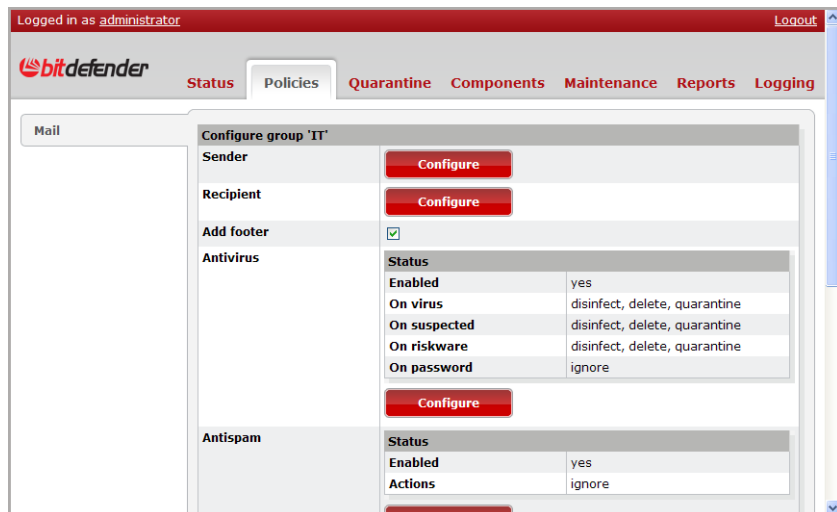 Logged in as administrator Logout
bitdefender
Status Policies Quarantine Components Maintenance Reports Logging
Mail
Configure group 'IT'
Sender Configure
Recipient Configure
Add footer
Antivirus
Status
Enabled yes
On virus disinfect, delete, quarantine
On suspected disinfect, delete, quarantine
On riskware disinfect, delete, quarantine
On password ignore
Configure
Antispam
Status
Enabled yes
Actions ignore